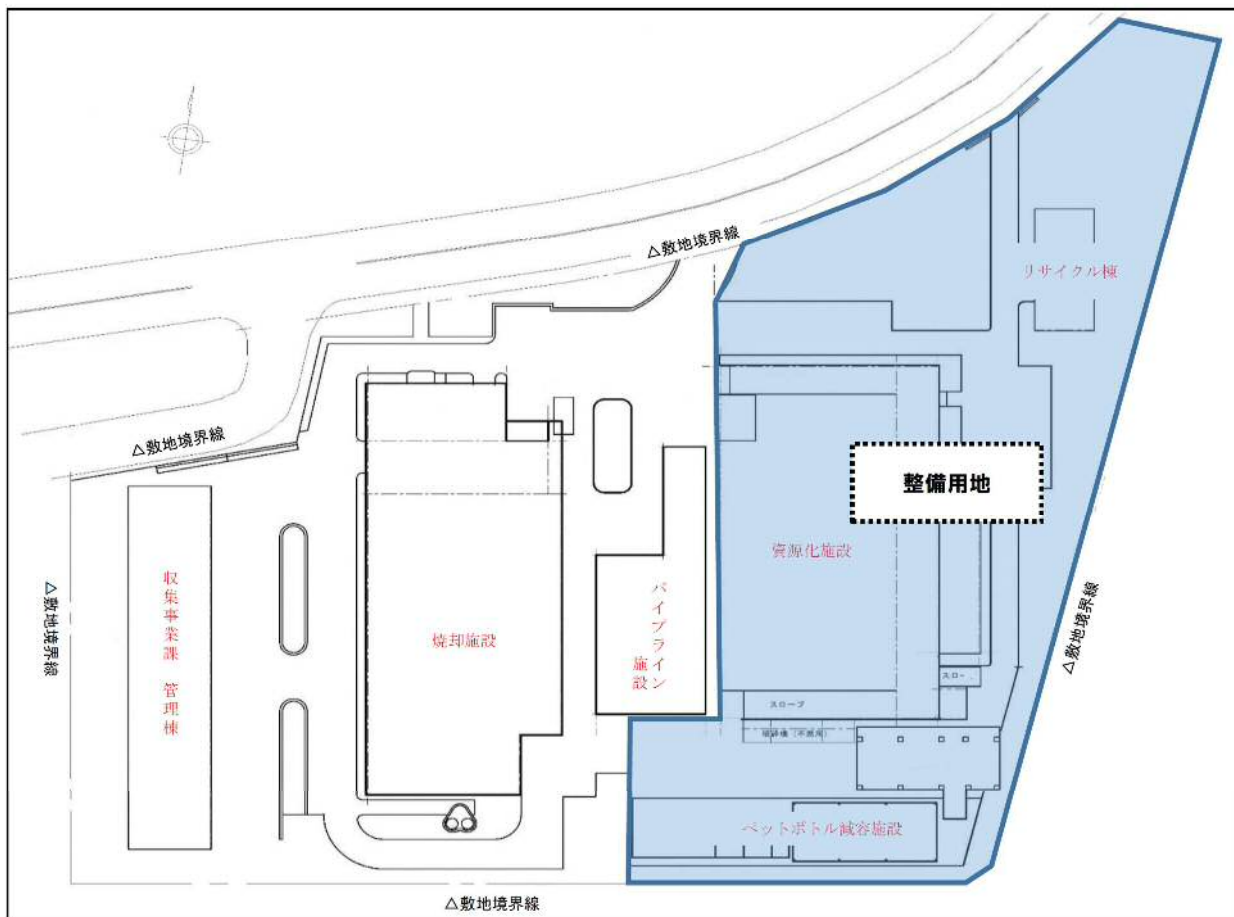 △敷地境界線
リサイクル棟
△敷地境界線
整備用地
資源化施設
収集事業課 管理棟
焼却施設
パイプライン
施設
△敷地境界線
△敷地境界線
スロー
スロープ
ペットボトル減容施設
△敷地境界線